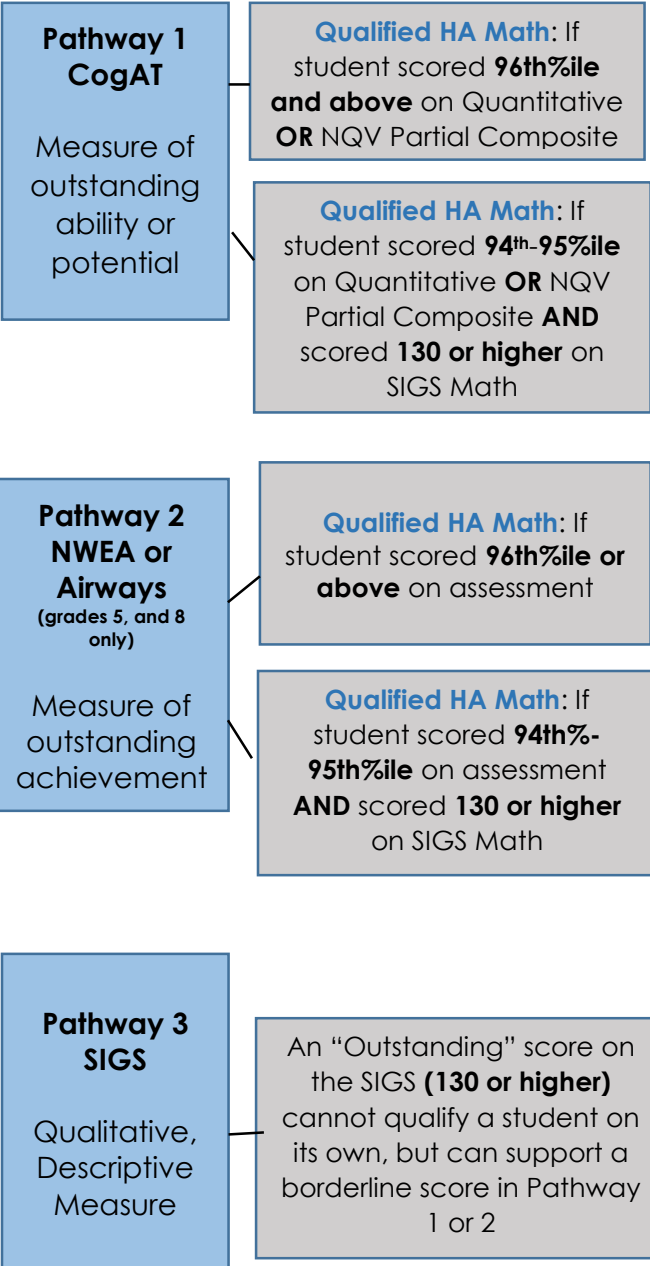 Pathway 1
CogAT
Measure of
outstanding
ability or
potential
Qualified HA Math: If
student scored 96th%ile
and above on Quantitative
OR NQV Partial Composite
Qualified HA Math: If
student scored 94th-95%ile
on Quantitative OR NQV
Partial Composite AND
scored 130 or higher on
SIGS Math
Pathway 2
NWEA or
Airways
(grades 5, and 8
only)
Measure of
outstanding
achievement
Qualified HA Math: If
student scored 96th%ile or
above on assessment
Qualified HA Math: If
student scored 94th%-
95th%ile on assessment
AND scored 130 or higher
on SIGS Math
Pathway 3
SIGS
Qualitative,
Descriptive
Measure
An “Outstanding” score on
the SIGS (130 or higher)
cannot qualify a student on
its own, but can support a
borderline score in Pathway
1 or 2